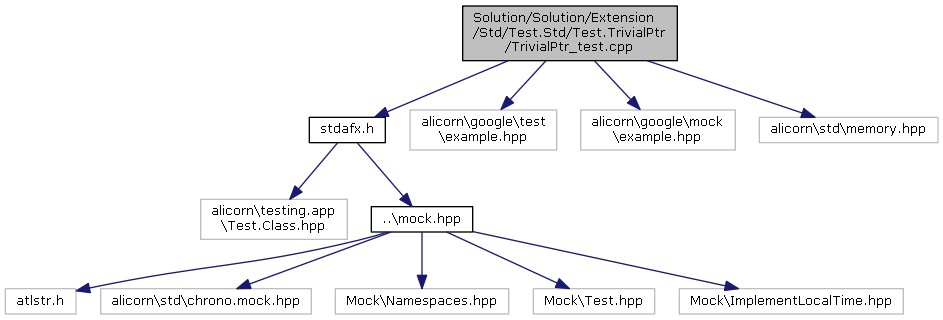 Solution/Solution/Extension
/Std/Test.Std/Test.TrivialPtr
/TrivialPtr_test.cpp
stdafx.h
alicorn\google\test
\example.hpp
alicorn\google\mock
\example.hpp
alicorn\std\memory.hpp
alicorn\testing.app
\Test.Class.hpp
..\mock.hpp
atlstr.h
alicorn\std\chrono.mock.hpp
Mock\Namespaces.hpp
Mock\Test.hpp
Mock\ImplementLocalTime.hpp